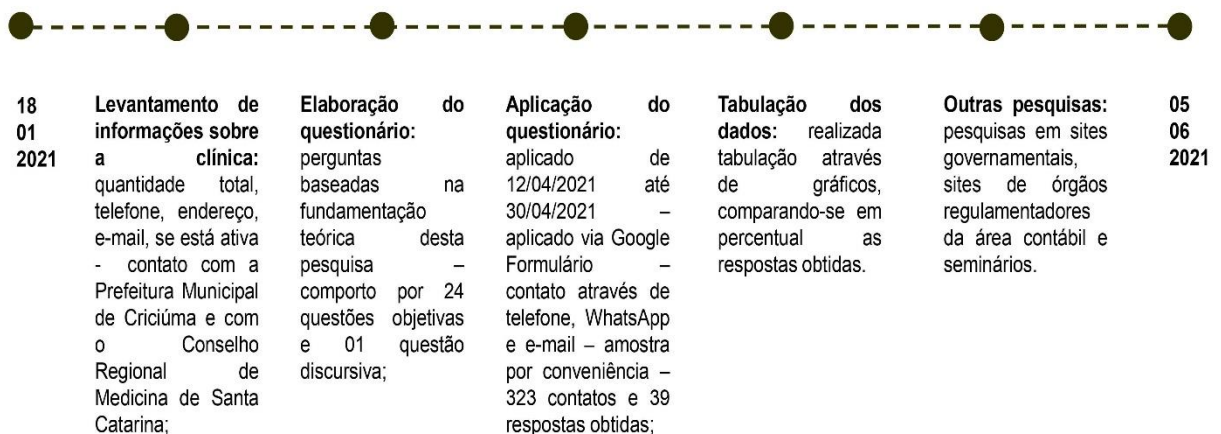 18
01
2021
Levantamento de
informações sobre
a clínica:
quantidade total,
telefone, endereço,
e-mail, se está ativa
- contato com a
Prefeitura Municipal
de Criciúma e com
o Conselho
Regional de
Medicina de Santa
Catarina;
Elaboração do
questionário:
perguntas
baseadas na
fundamentação
teórica desta
pesquisa –
comporto por 24
questões objetivas
e 01 questão
discursiva;
Aplicação do
questionário:
aplicado de
12/04/2021 até
30/04/2021 –
aplicado via Google
Formulário –
contato através de
telefone, WhatsApp
e e-mail – amostra
por conveniência –
323 contatos e 39
respostas obtidas;
Tabulação dos
dados: realizada
tabulação através
de gráficos,
comparando-se em
percentual as
respostas obtidas.
Outras pesquisas:
pesquisas em sites
governamentais,
sites de órgãos
regulamentadores
da área contábil e
seminários.
05
06
2021